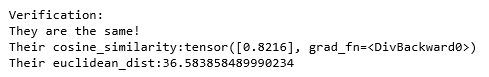 Verification:
They are the same!
Their cosine_similarity:tensor([0.8216], grad_fn=<DivBackward0>)
Their euclidean_dist:36.583858489990234